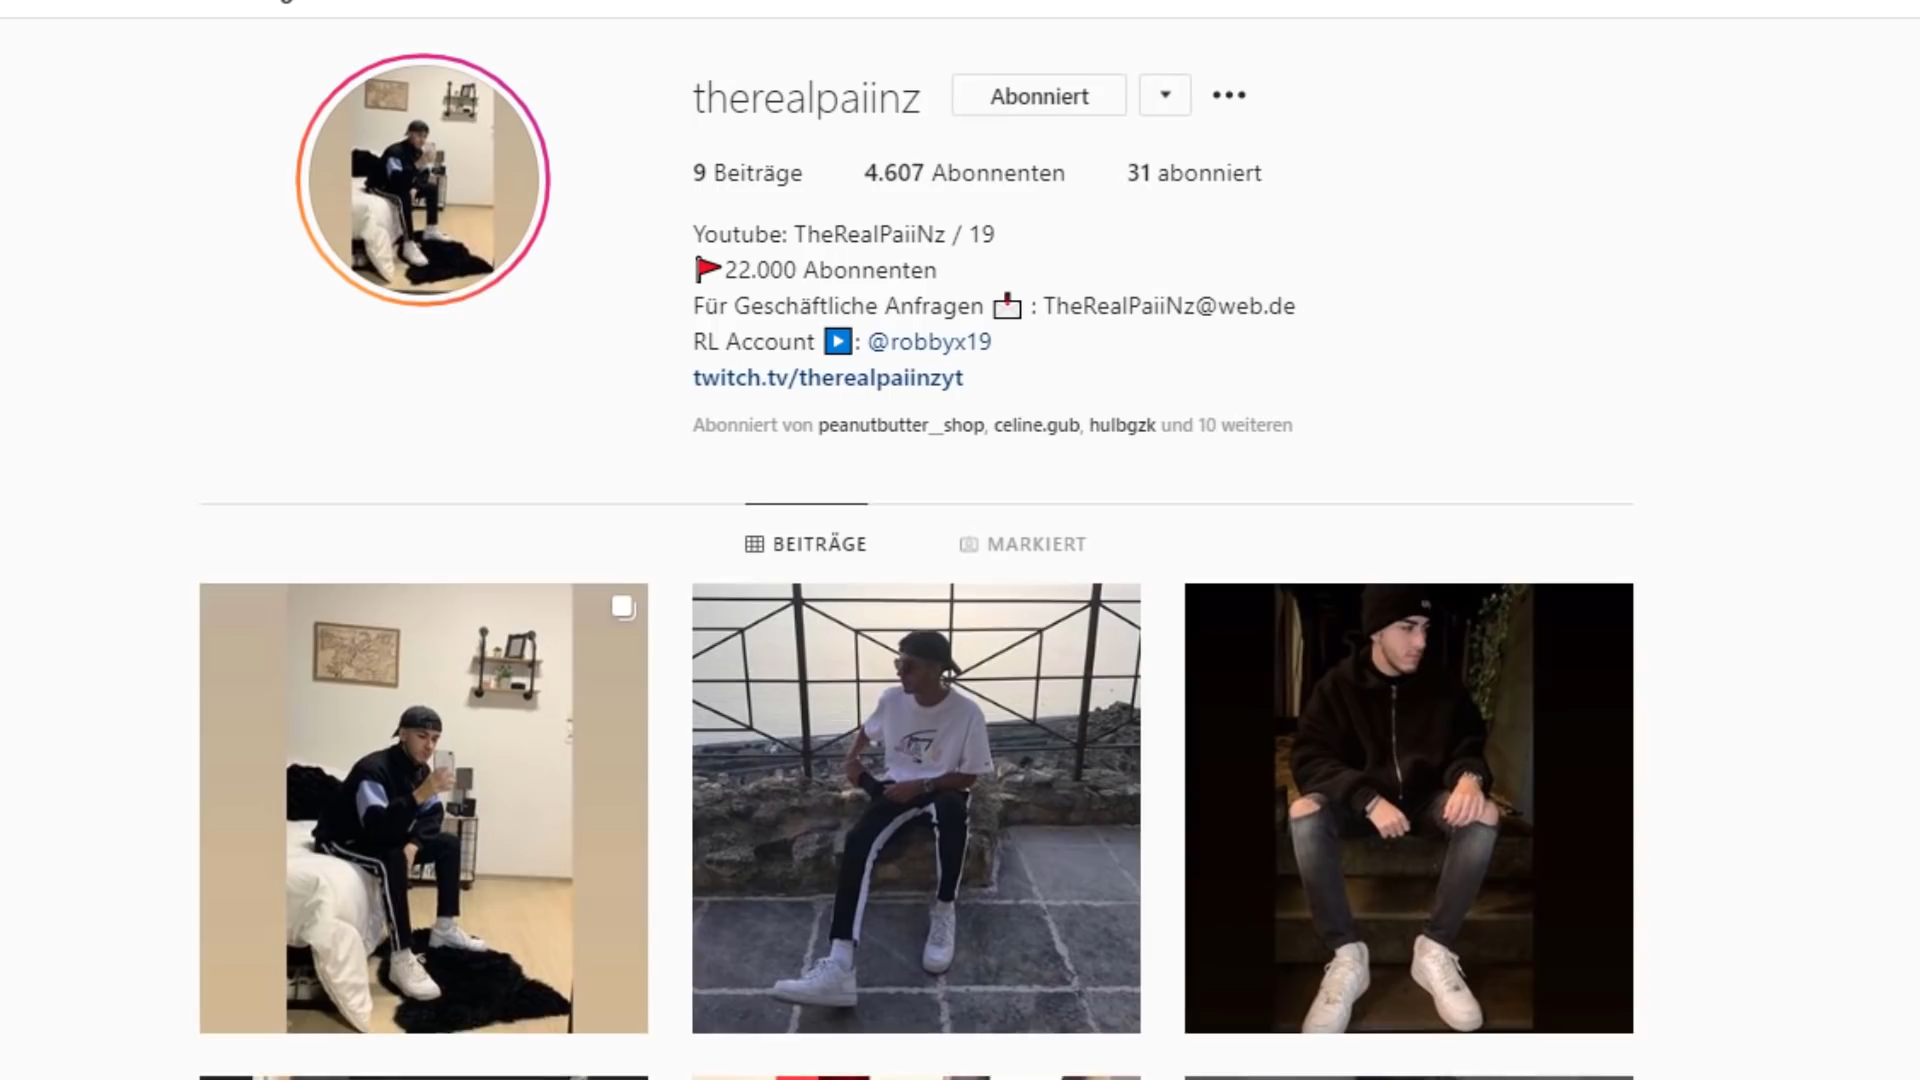 therealpaiinz Abonniert
9 Beiträge 4.607 Abonnenten 31 abonniert
Youtube: TheRealPaiiNz / 19
22.000 Abonnenten
Für Geschäftliche Anfragen : TheRealPaiiNz@web.de
RL Account : @robbyx19
twitch.tv/therealpaiinzyt
Abonniert von peanutbutter__shop, celine.gub, hulbgzk und 10 weiteren
BEITRÄGE MARKIERT